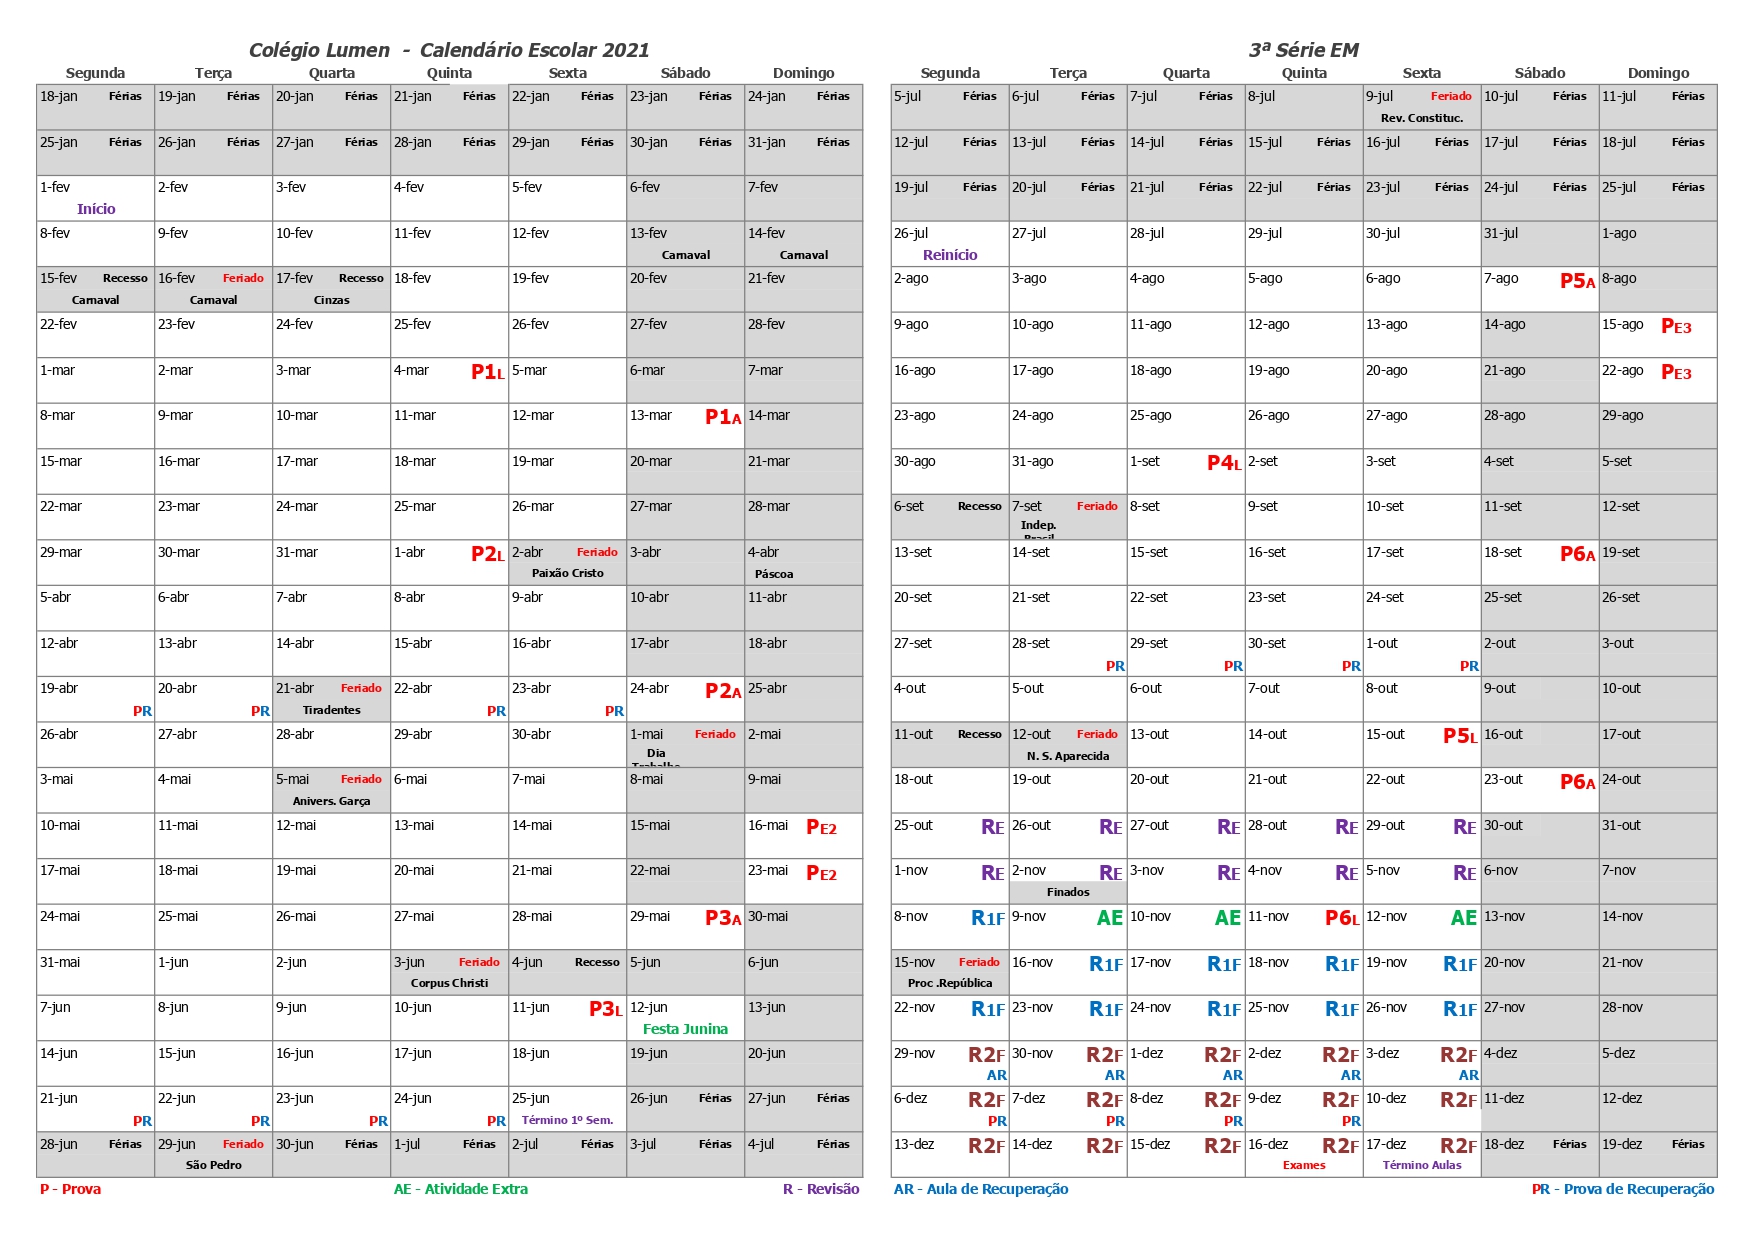 Colégio Lumen - Calendário Escolar 2021
Segunda Terça Quarta Quinta Sexta Sábado Domingo
18-jan Férias 19-jan Férias 20-jan Férias 21-jan Férias 22-jan Férias 23-jan Férias 24-jan Férias
25-jan Férias 26-jan Férias 27-jan Férias 28-jan Férias 29-jan Férias 30-jan Férias 31-jan Férias
1-fev 2-fev 3-fev 4-fev 5-fev 6-fev 7-fev
Início
8-fev 9-fev 10-fev 11-fev 12-fev 13-fev 14-fev
Carnaval Carnaval
15-fev Recesso 16-fev Feriado 17-fev Recesso 18-fev 19-fev 20-fev 21-fev
Carnaval Carnaval Cinzas
22-fev 23-fev 24-fev 25-fev 26-fev 27-fev 28-fev
1-mar 2-mar 3-mar 4-mar P1L 5-mar 6-mar 7-mar
8-mar 9-mar 10-mar 11-mar 12-mar 13-mar P1A 14-mar
15-mar 16-mar 17-mar 18-mar 19-mar 20-mar 21-mar
22-mar 23-mar 24-mar 25-mar 26-mar 27-mar 28-mar
29-mar 30-mar 31-mar 1-abr P2L 2-abr Feriado 3-abr 4-abr
Paixão Cristo Páscoa
5-abr 6-abr 7-abr 8-abr 9-abr 10-abr 11-abr
12-abr 13-abr 14-abr 15-abr 16-abr 17-abr 18-abr
19-abr 20-abr 21-abr Feriado 22-abr 23-abr 24-abr P2A 25-abr
PR PR Tiradentes PR PR
26-abr 27-abr 28-abr 29-abr 30-abr 1-mai Feriado 2-mai
Dia
Trabalho
3-mai 4-mai 5-mai Feriado 6-mai 7-mai 8-mai 9-mai
Anivers. Garça
10-mai 11-mai 12-mai 13-mai 14-mai 15-mai 16-mai PE2
17-mai 18-mai 19-mai 20-mai 21-mai 22-mai 23-mai PE2
24-mai 25-mai 26-mai 27-mai 28-mai 29-mai P3A 30-mai
31-mai 1-jun 2-jun 3-jun Feriado 4-jun Recesso 5-jun 6-jun
Corpus Christi
7-jun 8-jun 9-jun 10-jun 11-jun P3L 12-jun 13-jun
Festa Junina
14-jun 15-jun 16-jun 17-jun 18-jun 19-jun 20-jun
21-jun 22-jun 23-jun 24-jun 25-jun 26-jun Férias 27-jun Férias
PR PR PR PR Término 1º Sem.
28-jun Férias 29-jun Feriado 30-jun Férias 1-jul Férias 2-jul Férias 3-jul Férias 4-jul Férias
São Pedro
P - Prova AE - Atividade Extra R - Revisão
3ª Série EM
Segunda Terça Quarta Quinta Sexta Sábado Domingo
5-jul Férias 6-jul Férias 7-jul Férias 8-jul 9-jul Feriado 10-jul Férias 11-jul Férias
Rev. Constituc.
12-jul Férias 13-jul Férias 14-jul Férias 15-jul Férias 16-jul Férias 17-jul Férias 18-jul Férias
19-jul Férias 20-jul Férias 21-jul Férias 22-jul Férias 23-jul Férias 24-jul Férias 25-jul Férias
26-jul 27-jul 28-jul 29-jul 30-jul 31-jul 1-ago
Reinício
2-ago 3-ago 4-ago 5-ago 6-ago 7-ago P5A 8-ago
9-ago 10-ago 11-ago 12-ago 13-ago 14-ago 15-ago PE3
16-ago 17-ago 18-ago 19-ago 20-ago 21-ago 22-ago PE3
23-ago 24-ago 25-ago 26-ago 27-ago 28-ago 29-ago
30-ago 31-ago 1-set P4L 2-set 3-set 4-set 5-set
6-set Recesso 7-set Feriado 8-set 9-set 10-set 11-set 12-set
Indep.
Brasil
13-set 14-set 15-set 16-set 17-set 18-set P6A 19-set
20-set 21-set 22-set 23-set 24-set 25-set 26-set
27-set 28-set 29-set 30-set 1-out 2-out 3-out
PR PR PR PR
4-out 5-out 6-out 7-out 8-out 9-out 10-out
11-out Recesso 12-out Feriado 13-out 14-out 15-out P5L 16-out 17-out
N. S. Aparecida
18-out 19-out 20-out 21-out 22-out 23-out P6A 24-out
25-out RE 26-out RE 27-out RE 28-out RE 29-out RE 30-out 31-out
1-nov RE 2-nov RE 3-nov RE 4-nov RE 5-nov RE 6-nov 7-nov
Finados
8-nov R1F 9-nov AE 10-nov AE 11-nov P6L 12-nov AE 13-nov 14-nov
15-nov Feriado 16-nov R1F 17-nov R1F 18-nov R1F 19-nov R1F 20-nov 21-nov
Proc .República
22-nov R1F 23-nov R1F 24-nov R1F 25-nov R1F 26-nov R1F 27-nov 28-nov
29-nov R2F 30-nov R2F 1-dez R2F 2-dez R2F 3-dez R2F 4-dez 5-dez
AR AR AR AR AR
6-dez R2F 7-dez R2F 8-dez R2F 9-dez R2F 10-dez R2F 11-dez 12-dez
PR PR PR PR
13-dez R2F 14-dez R2F 15-dez R2F 16-dez R2F 17-dez R2F 18-dez Férias 19-dez Férias
Exames Término Aulas
AR - Aula de Recuperação PR - Prova de Recuperação